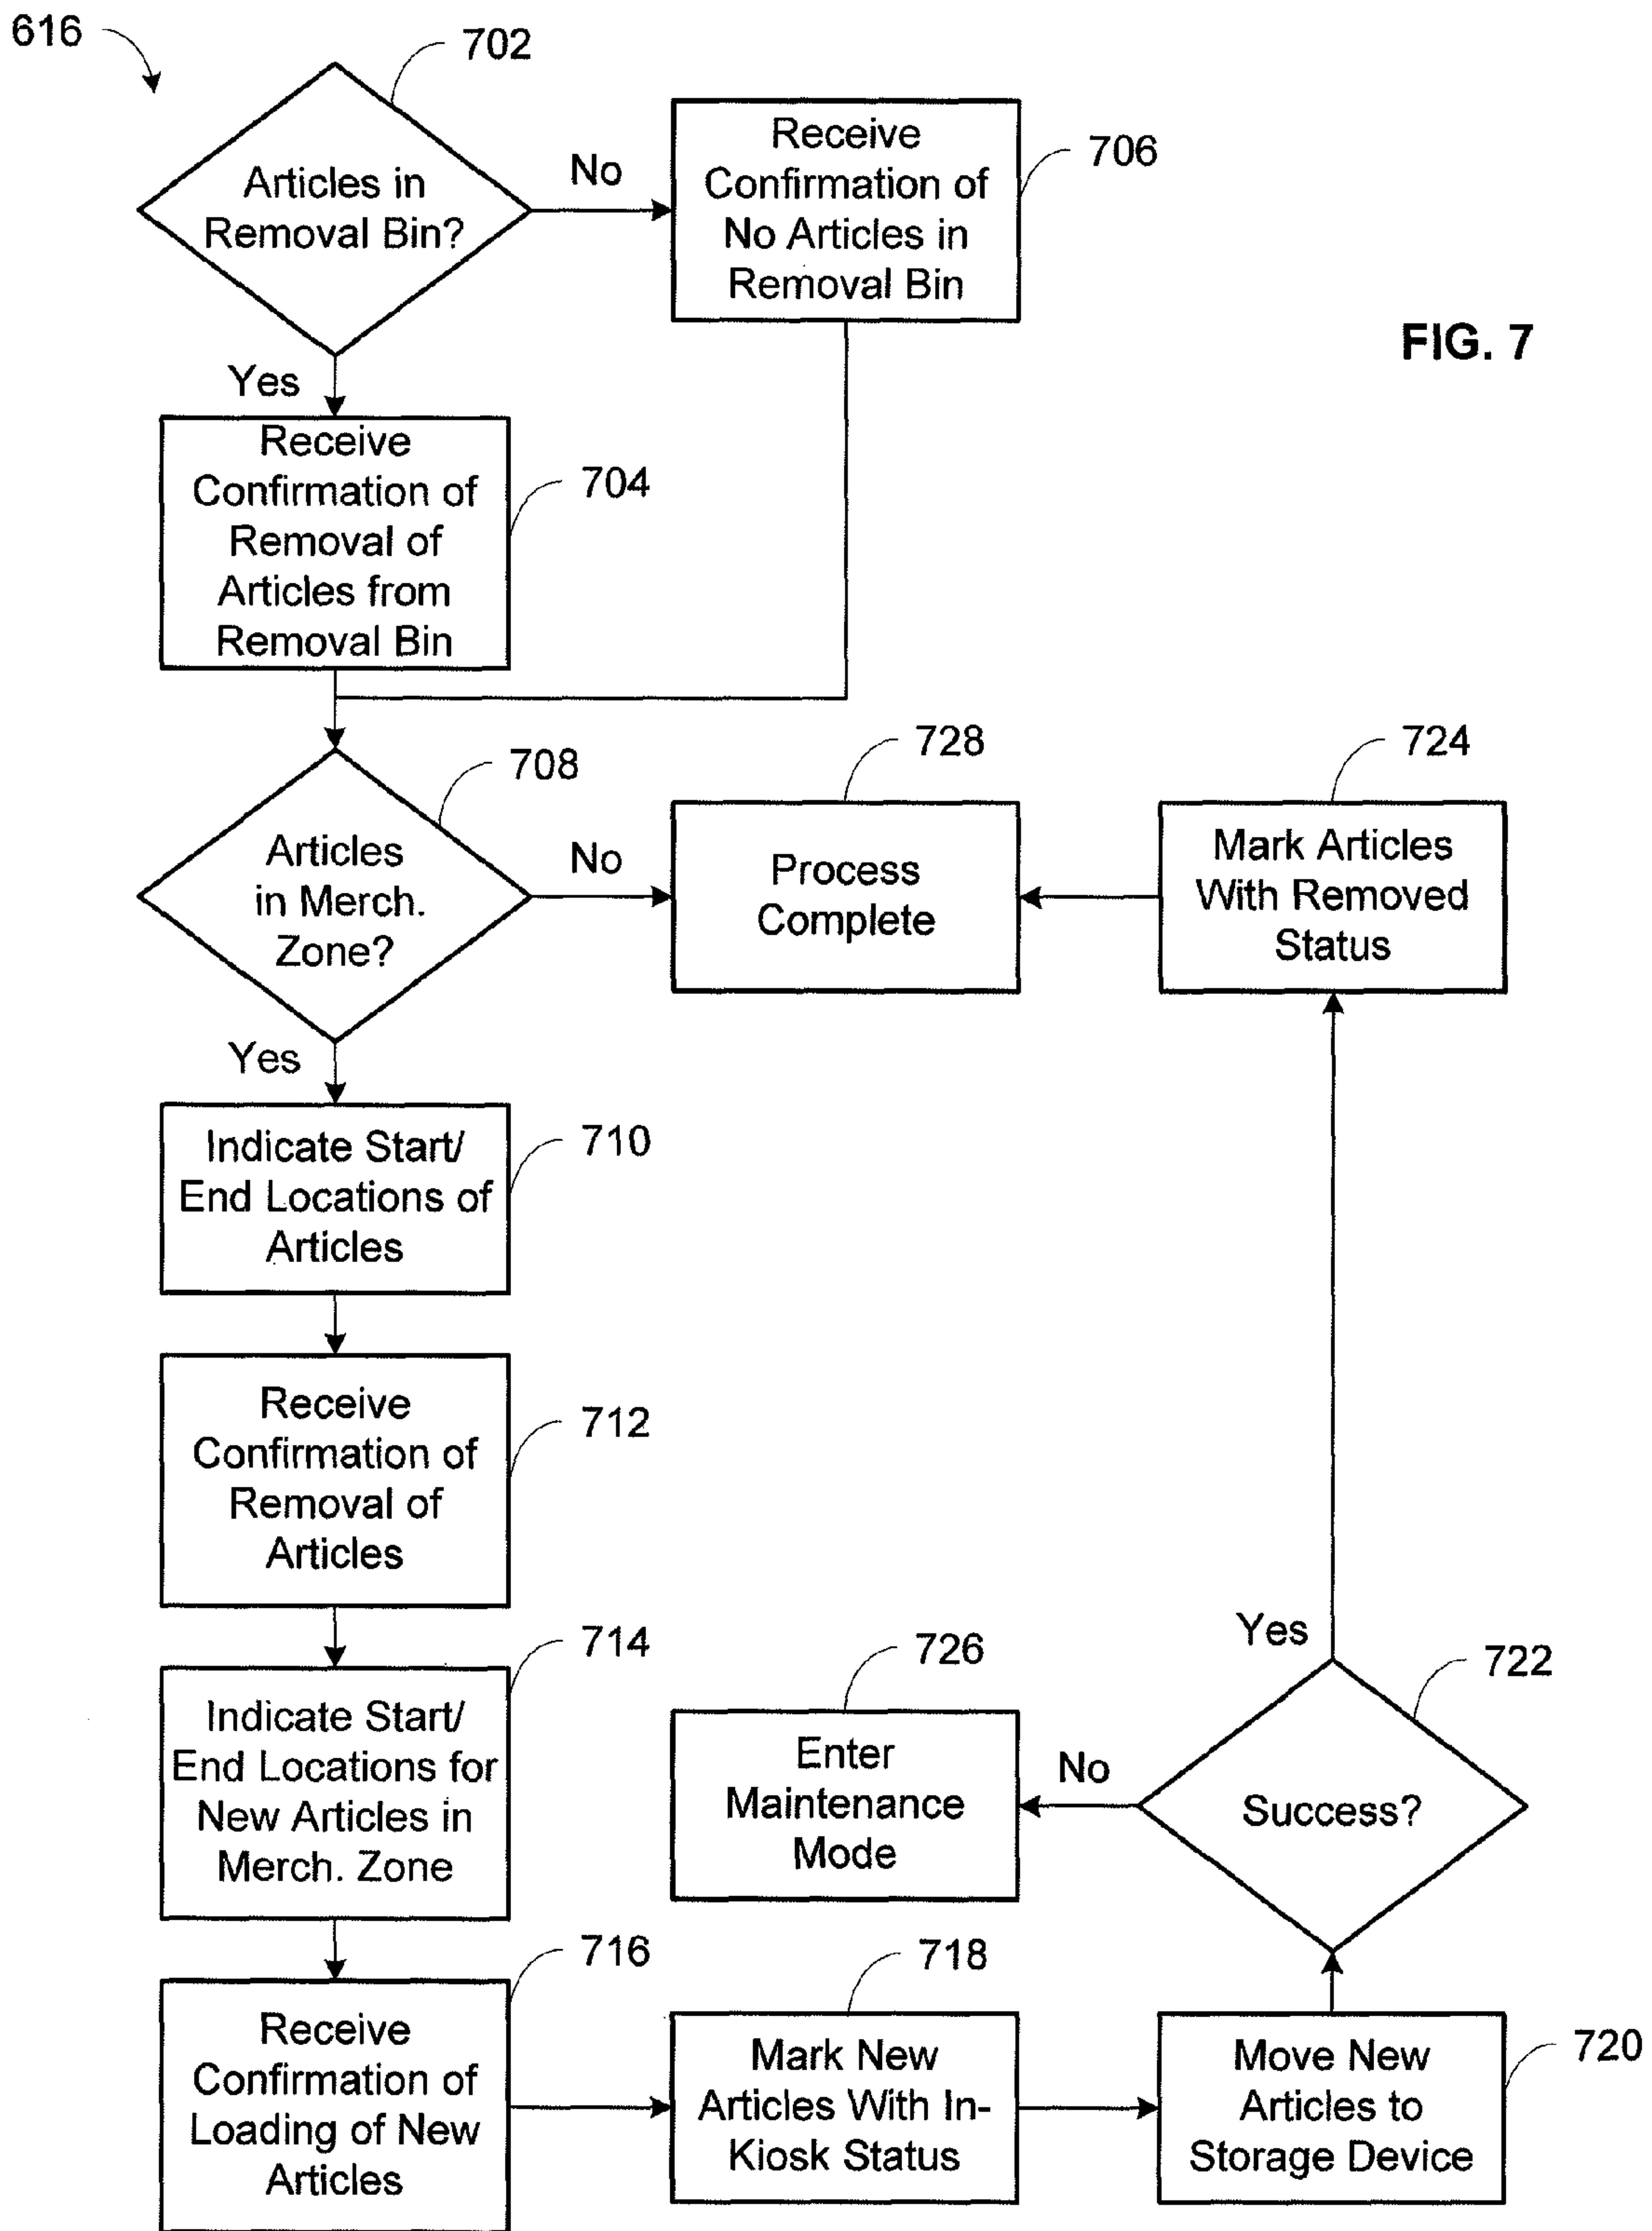 616
702
Articles in
Removal Bin?
No
Receive
Confirmation of
No Articles in
Removal Bin
706
FIG. 7
Yes
Receive
Confirmation of
Removal of
Articles from
Removal Bin
704
708
Articles
in Merch.
Zone?
No
728
Process
Complete
724
Mark Articles
With Removed
Status
Yes
Indicate Start/
End Locations of
Articles
710
Receive
Confirmation of
Removal of
Articles
712
Indicate Start/
End Locations for
New Articles in
Merch. Zone
714
726
Enter
Maintenance
Mode
No
Yes
722
Success?
Receive
Confirmation of
Loading of New
Articles
716
718
Mark New
Articles With In-
Kiosk Status
Move New
Articles to
Storage Device
720